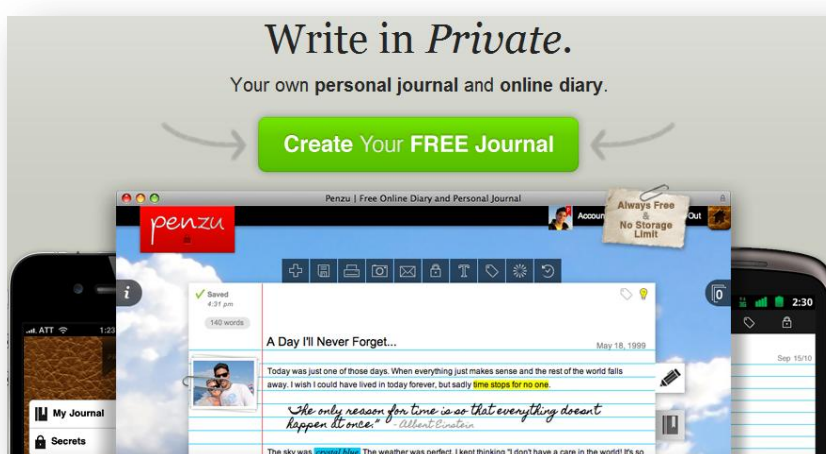 Write in Private.
Your own personal journal and online diary.
Create Your FREE Journal
Penzu | Free Online Diary and Personal Journal
penzu
Accoun
Out
Always Free
&
No Storage
Limit
i
0
Saved
4:31 pm
140 words
A Day I'll Never Forget...
May 18, 1999
Today was just one of those days. When everything just makes sense and the rest of the world falls
away. I wish I could have lived in today forever, but sadly time stops for no one.
"The only reason for time is so that everything doesn't
happen at once." - Albert Einstein
The sky was crystal blue. The weather was perfect. I kept thinking "I don't have a care in the world! It's so
AT&T
1:23
My Journal
Secrets
2:30
Sep 15/10